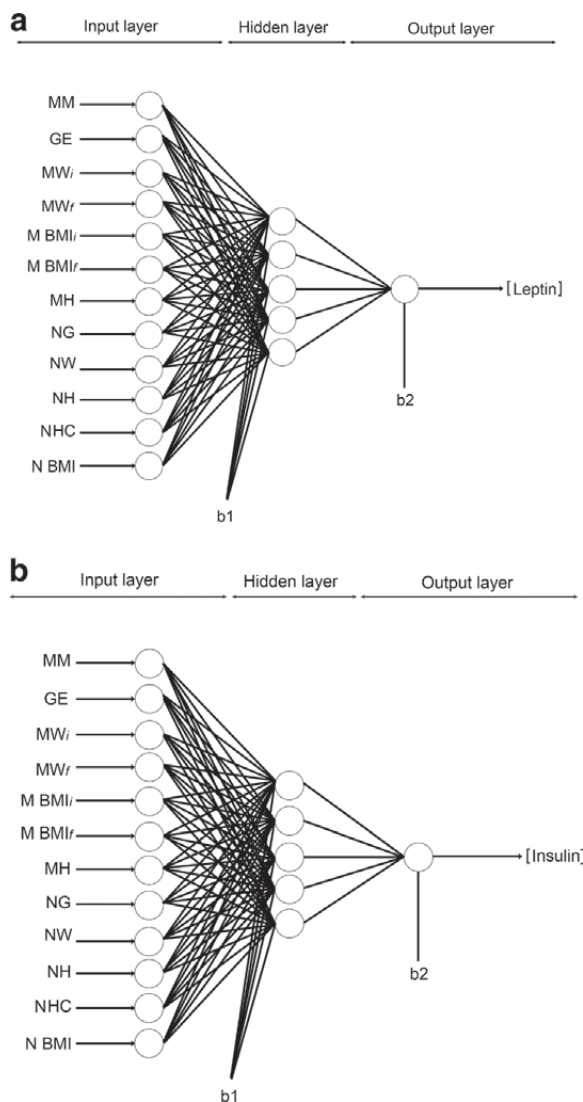 a
Input layer Hidden layer Output layer
MM
GE
MWi
MWf
M BMIi
M BMIf
MH
NG
NW
NH
NHC
N BMI
[Leptin]
b2
b1
b
Input layer Hidden layer Output layer
MM
GE
MWi
MWf
M BMIi
M BMIf
MH
NG
NW
NH
NHC
N BMI
[Insulin]
b2
b1